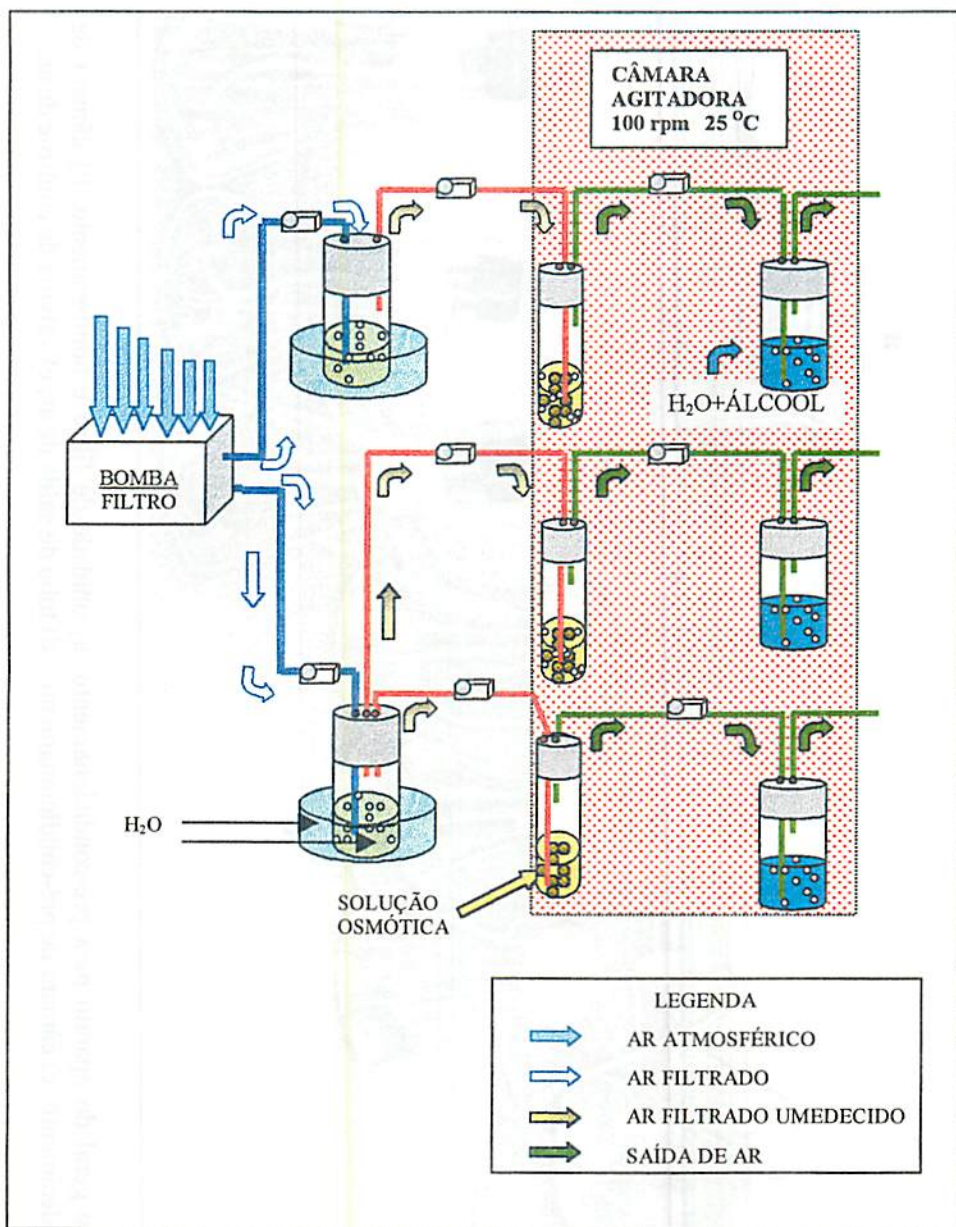 CÂMARA
AGITADORA
100 rpm 25 °C
H₂O+ÁLCOOL
BOMBA
FILTRO
H₂O
SOLUÇÃO
OSMÓTICA
LEGENDA
AR ATMOSFÉRICO
AR FILTRADO
AR FILTRADO UMEDECIDO
SAÍDA DE AR